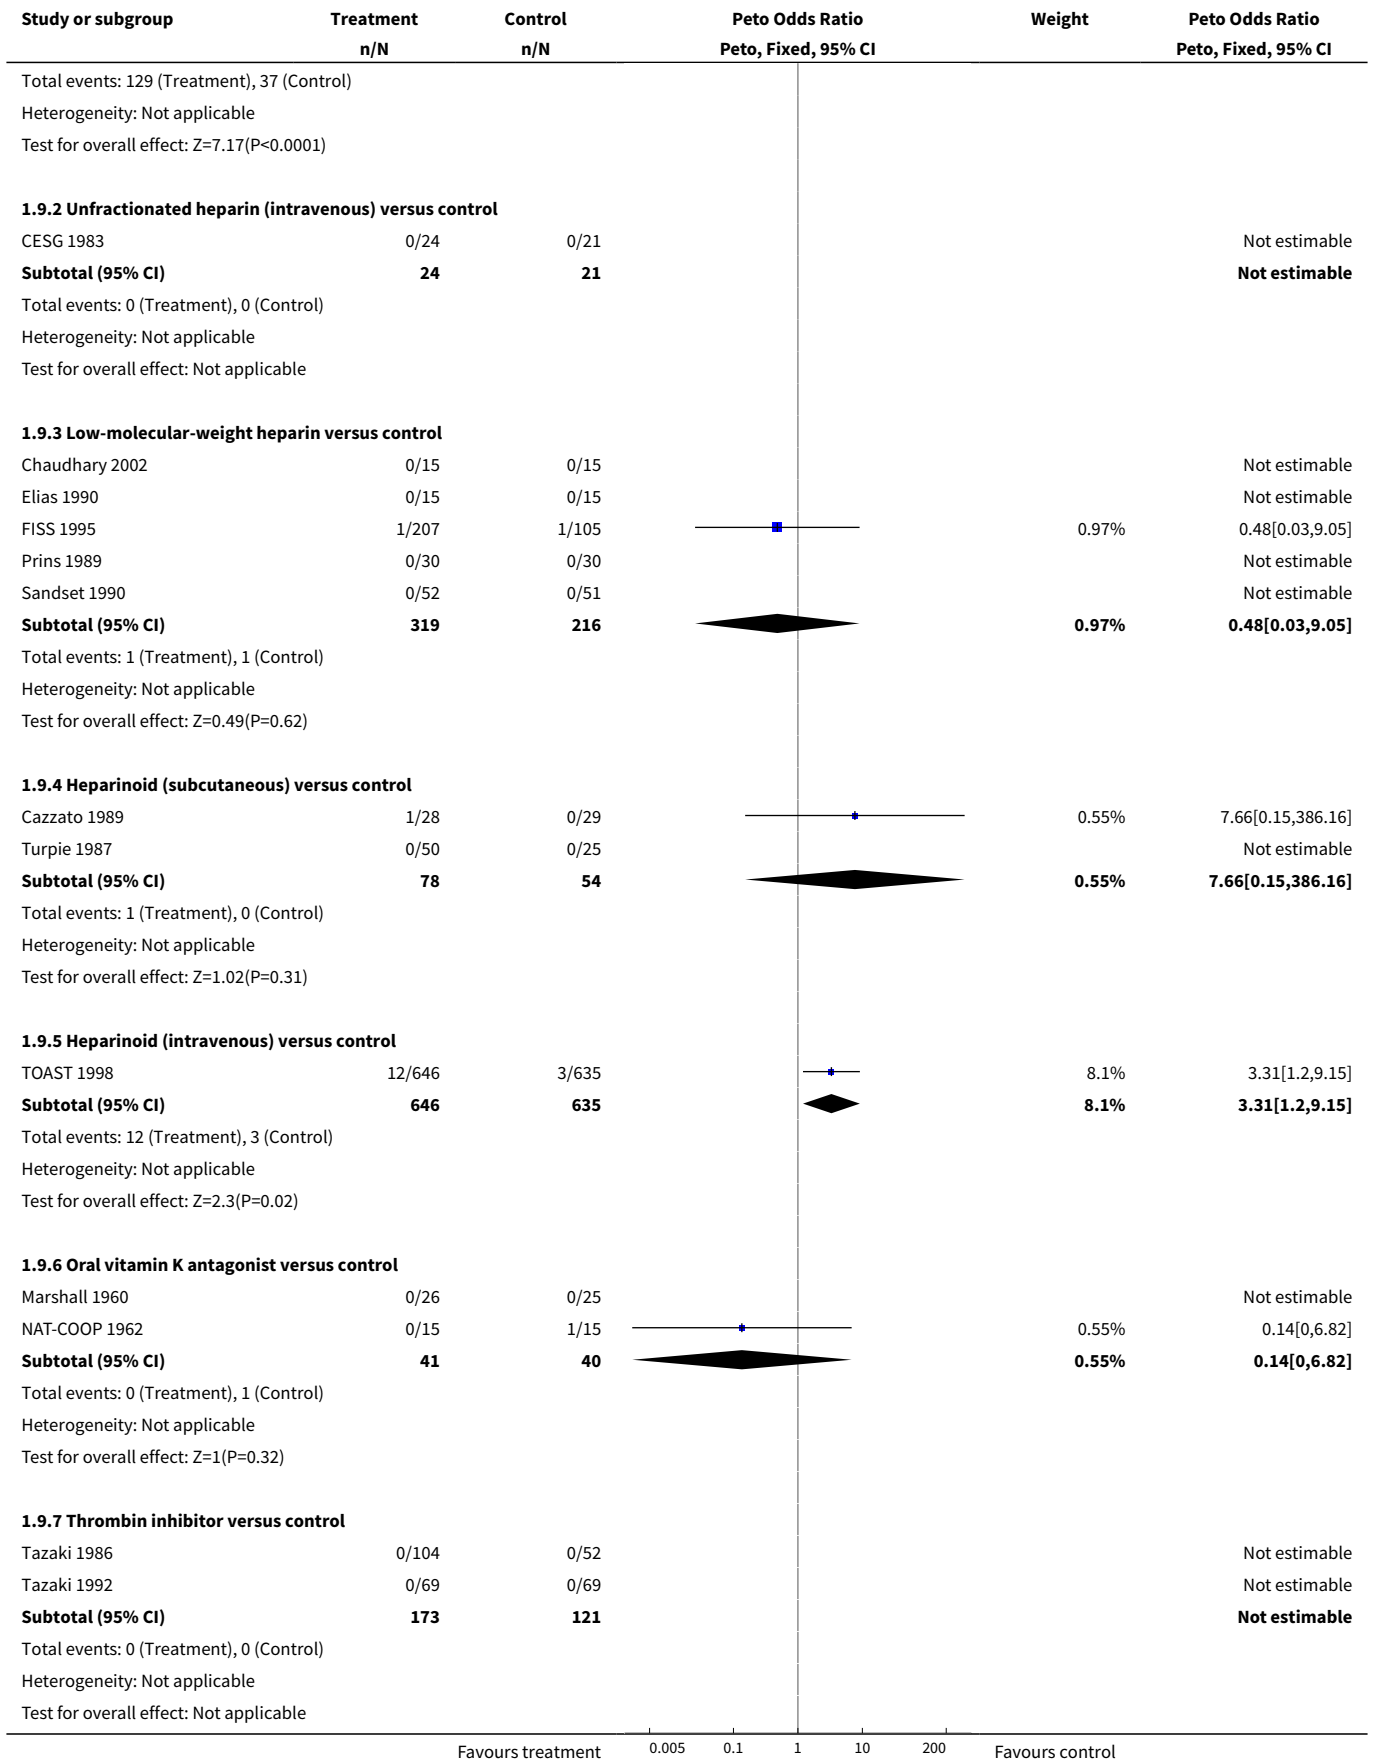 Study or subgroup Treatment Control Peto Odds Ratio Weight Peto Odds Ratio
n/N n/N Peto, Fixed, 95% CI Peto, Fixed, 95% CI
Total events: 129 (Treatment), 37 (Control)
Heterogeneity: Not applicable
Test for overall effect: Z=7.17(P<0.0001)
1.9.2 Unfractionated heparin (intravenous) versus control
CESG 1983 0/24 0/21 Not estimable
Subtotal (95% CI) 24 21 Not estimable
Total events: 0 (Treatment), 0 (Control)
Heterogeneity: Not applicable
Test for overall effect: Not applicable
1.9.3 Low-molecular-weight heparin versus control
Chaudhary 2002 0/15 0/15 Not estimable
Elias 1990 0/15 0/15 Not estimable
FISS 1995 1/207 1/105 0.97% 0.48[0.03,9.05]
Prins 1989 0/30 0/30 Not estimable
Sandset 1990 0/52 0/51 Not estimable
Subtotal (95% CI) 319 216 0.97% 0.48[0.03,9.05]
Total events: 1 (Treatment), 1 (Control)
Heterogeneity: Not applicable
Test for overall effect: Z=0.49(P=0.62)
1.9.4 Heparinoid (subcutaneous) versus control
Cazzato 1989 1/28 0/29 0.55% 7.66[0.15,386.16]
Turpie 1987 0/50 0/25 Not estimable
Subtotal (95% CI) 78 54 0.55% 7.66[0.15,386.16]
Total events: 1 (Treatment), 0 (Control)
Heterogeneity: Not applicable
Test for overall effect: Z=1.02(P=0.31)
1.9.5 Heparinoid (intravenous) versus control
TOAST 1998 12/646 3/635 8.1% 3.31[1.2,9.15]
Subtotal (95% CI) 646 635 8.1% 3.31[1.2,9.15]
Total events: 12 (Treatment), 3 (Control)
Heterogeneity: Not applicable
Test for overall effect: Z=2.3(P=0.02)
1.9.6 Oral vitamin K antagonist versus control
Marshall 1960 0/26 0/25 Not estimable
NAT-COOP 1962 0/15 1/15 0.55% 0.14[0,6.82]
Subtotal (95% CI) 41 40 0.55% 0.14[0,6.82]
Total events: 0 (Treatment), 1 (Control)
Heterogeneity: Not applicable
Test for overall effect: Z=1(P=0.32)
1.9.7 Thrombin inhibitor versus control
Tazaki 1986 0/104 0/52 Not estimable
Tazaki 1992 0/69 0/69 Not estimable
Subtotal (95% CI) 173 121 Not estimable
Total events: 0 (Treatment), 0 (Control)
Heterogeneity: Not applicable
Test for overall effect: Not applicable
Favours treatment 0.005 0.1 1 10 200 Favours control